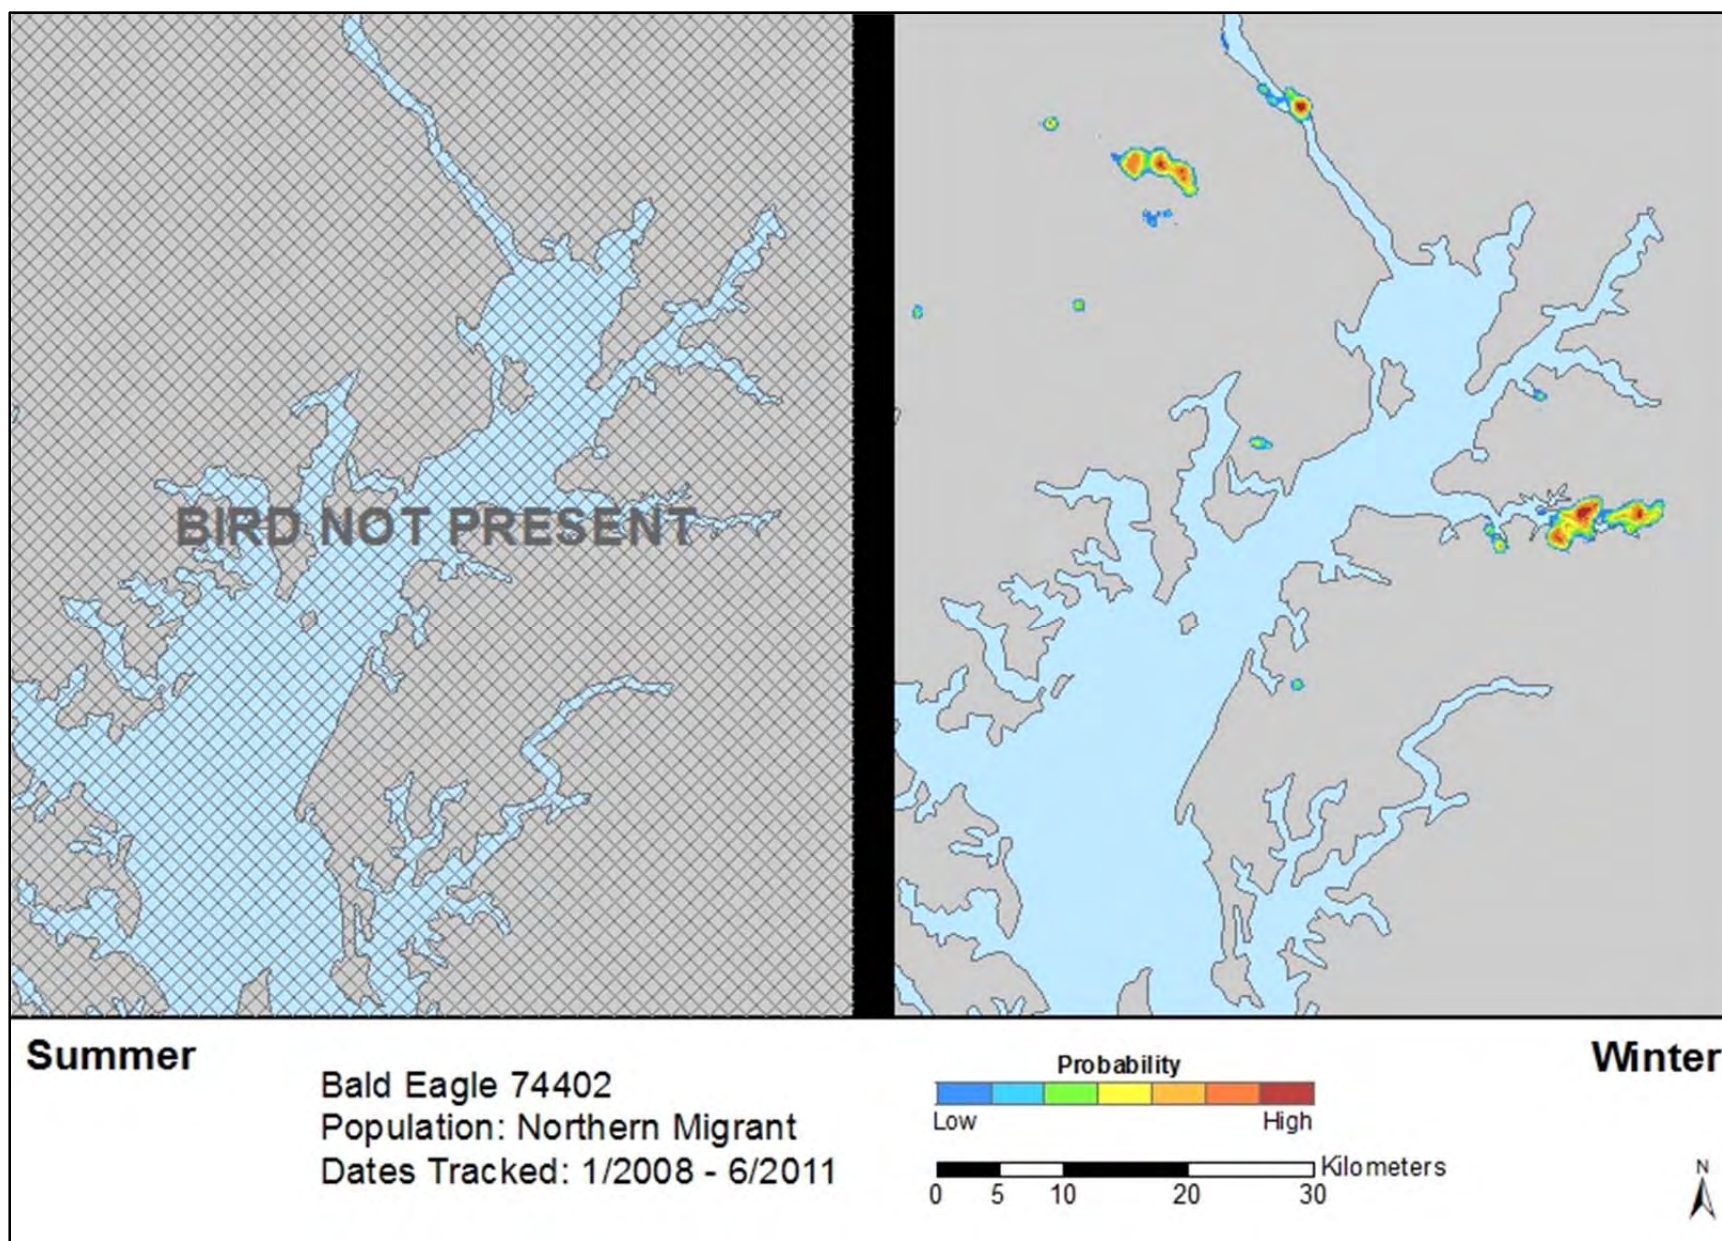 BIRD NOT PRESENT
Summer
Winter
Bald Eagle 74402
Population: Northern Migrant
Dates Tracked: 1/2008 - 6/2011
Probability
Low High
Kilometers
0 5 10 20 30
N